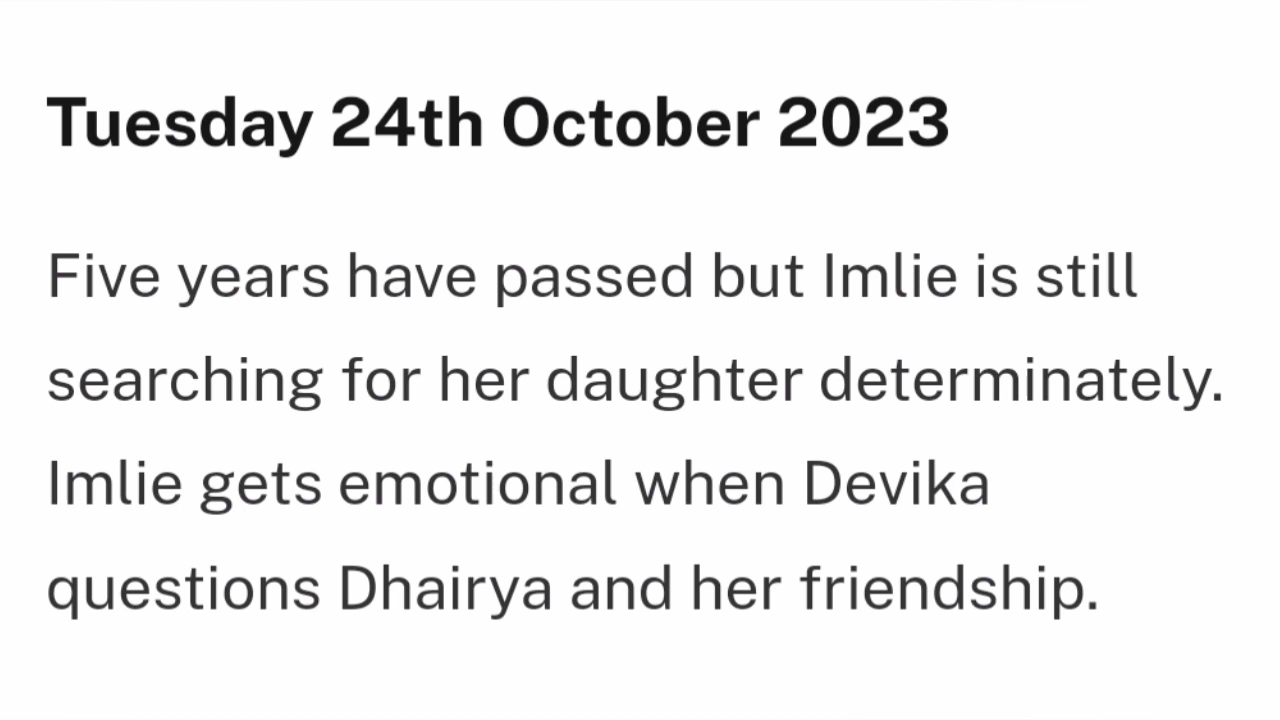 Tuesday 24th October 2023
Five years have passed but Imlie is still
searching for her daughter determinately.
Imlie gets emotional when Devika
questions Dhairya and her friendship.